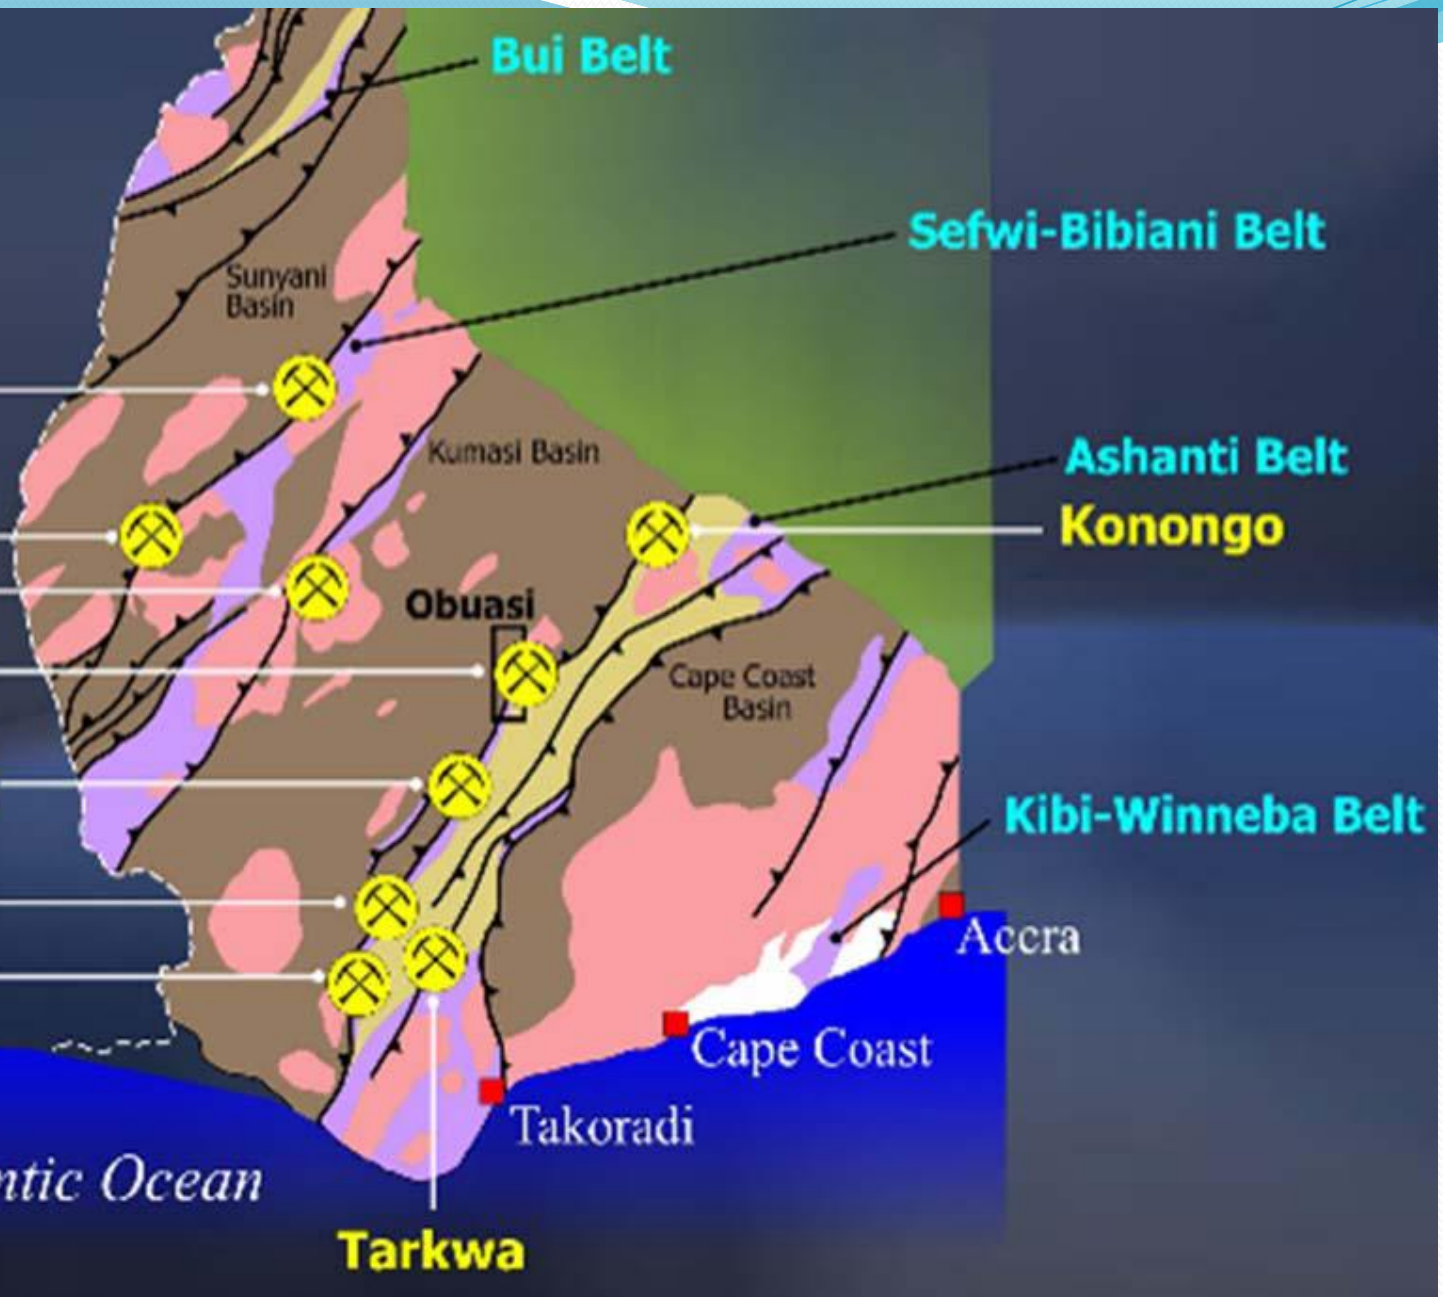 Bui Belt
Sefwi-Bibiani Belt
Sunyani
Basin
Kumasi Basin
Ashanti Belt
Konongo
Obuasi
Cape Coast
Basin
Kibi-Winneba Belt
Accra
Cape Coast
Takoradi
ntic Ocean
Tarkwa